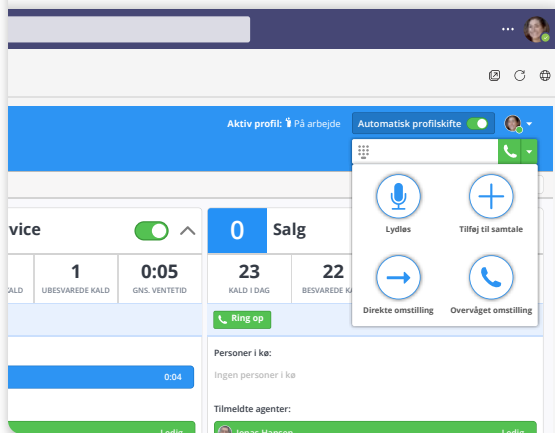 Aktiv profil: På arbejde Automatisk profilskifte
vice
0 Salg
Lydløs Tilføj til samtale
1 0:05 23 22
KALD UBESVAREDE KALD GNS. VENTETID KALD I DAG BESVAREDE
Direkte omstilling Overvåget omstilling
Ring op
Personer i kø:
0:04 Ingen personer i kø
Tilmeldte agenter:
Ledig Jonas Hansen Ledig